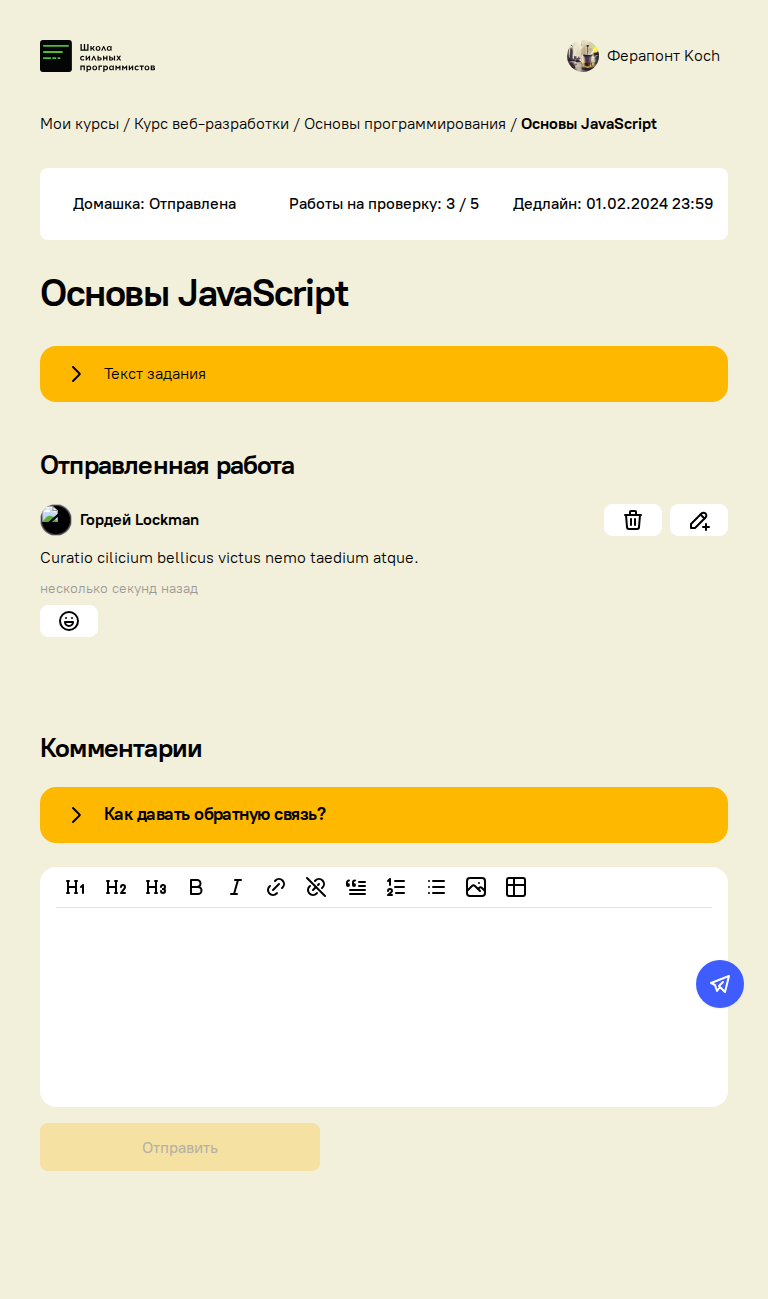 Школа
сильных
программистов
Ферапонт Koch
Мои курсы / Курс веб-разработки / Основы программирования / Основы JavaScript
Домашка: Отправлена
Работы на проверку: 3 / 5
Дедлайн: 01.02.2024 23:59
Основы JavaScript
Текст задания
Отправленная работа
Гордей Lockman
Curatio cilicium bellicus victus nemo taedium atque.
несколько секунд назад
Комментарии
Как давать обратную связь?
H1 H2 H3 B I
Отправить